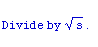 Divide by √s .